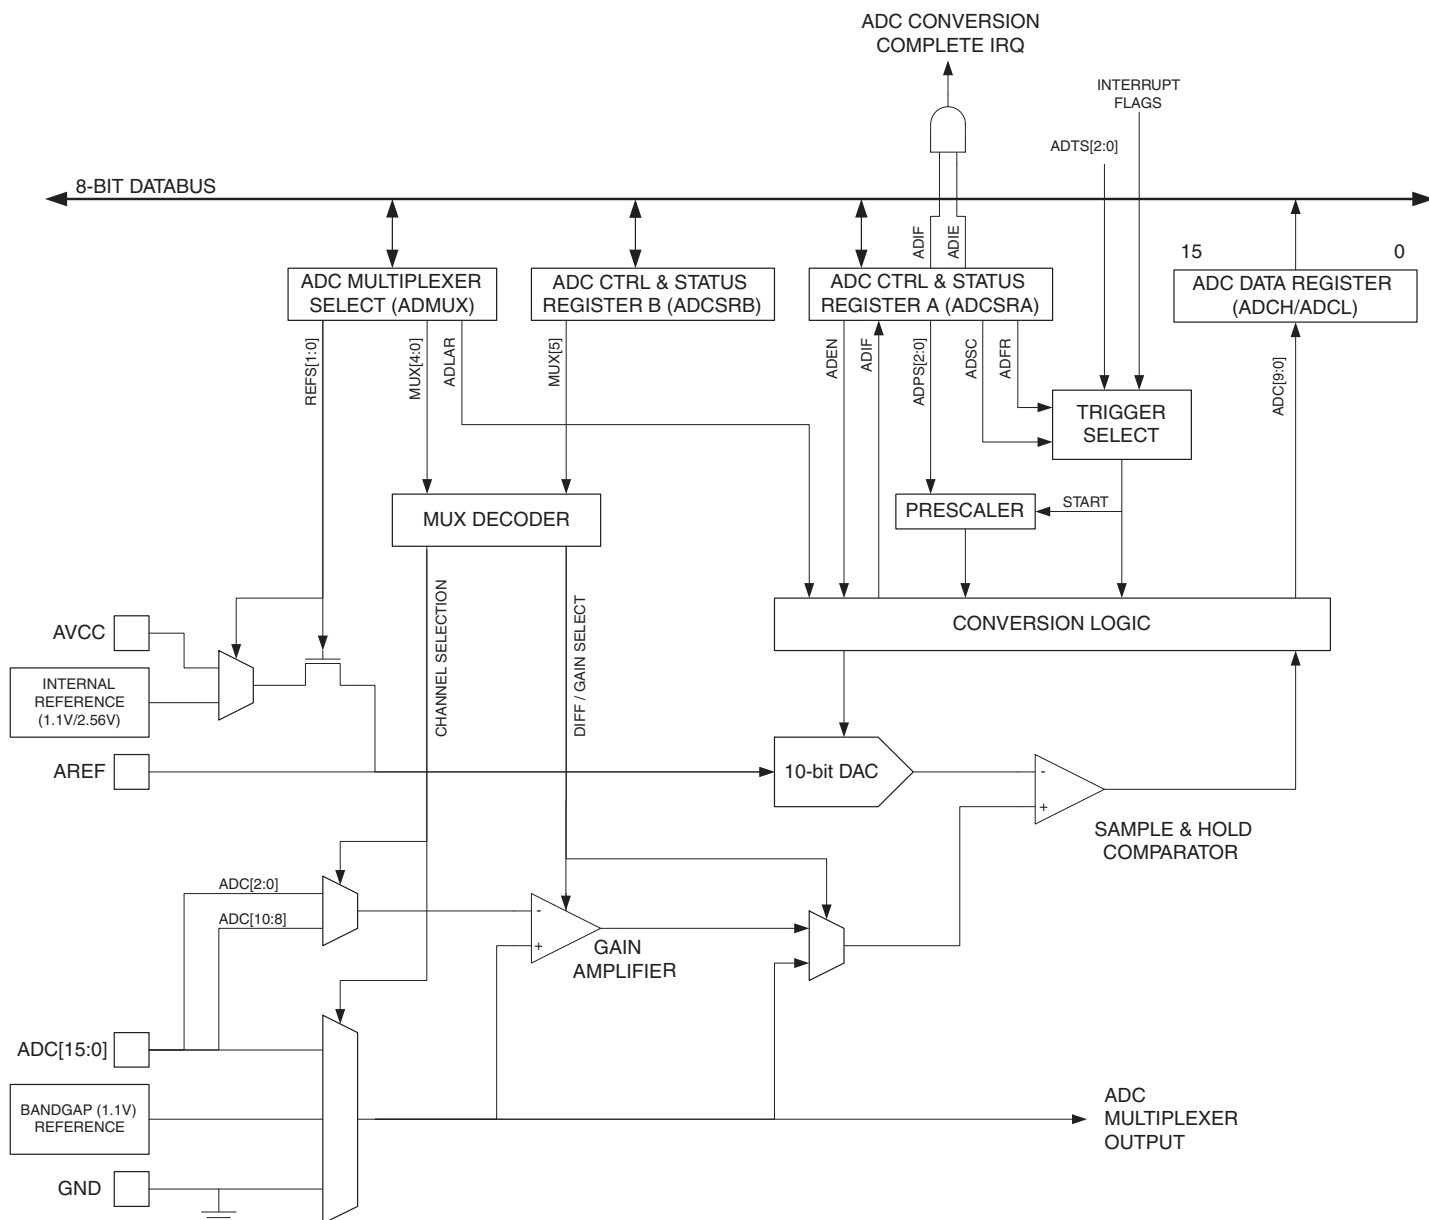 ADC CONVERSION
COMPLETE IRQ
INTERRUPT
FLAGS
ADTS[2:0]
8-BIT DATABUS
ADIF
ADIE
15
0
ADC MULTIPLEXER
SELECT (ADMUX)
ADC CTRL & STATUS
REGISTER B (ADCSRB)
ADC CTRL & STATUS
REGISTER A (ADCSRA)
ADC DATA REGISTER
(ADCH/ADCL)
REFS[1:0]
MUX[4:0]
ADLAR
MUX[5]
ADEN
ADIF
ADPS[2:0]
ADSC
ADFR
ADC[9:0]
TRIGGER
SELECT
MUX DECODER
PRESCALER
START
CHANNEL SELECTION
DIFF / GAIN SELECT
CONVERSION LOGIC
AVCC
INTERNAL
REFERENCE
(1.1V/2.56V)
AREF
10-bit DAC
-
+
SAMPLE & HOLD
COMPARATOR
ADC[2:0]
ADC[10:8]
-
+
GAIN
AMPLIFIER
ADC[15:0]
BANDGAP (1.1V)
REFERENCE
ADC
MULTIPLEXER
OUTPUT
GND